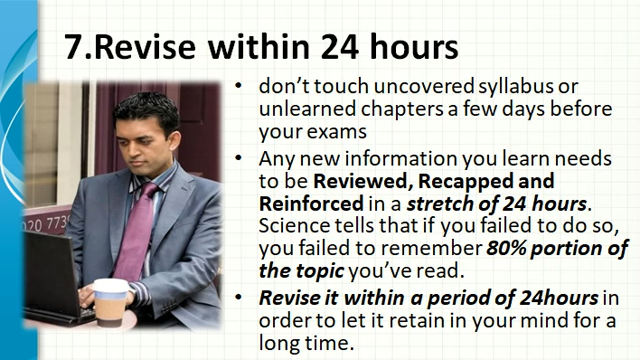 7.Revise within 24 hours
• don't touch uncovered syllabus or
unlearned chapters a few days before
your exams
• Any new information you learn needs
to be Reviewed, Recapped and
Reinforced in a stretch of 24 hours.
Science tells that if you failed to do so,
you failed to remember 80% portion of
the topic you've read.
• Revise it within a period of 24hours in
order to let it retain in your mind for a
long time.
020 773